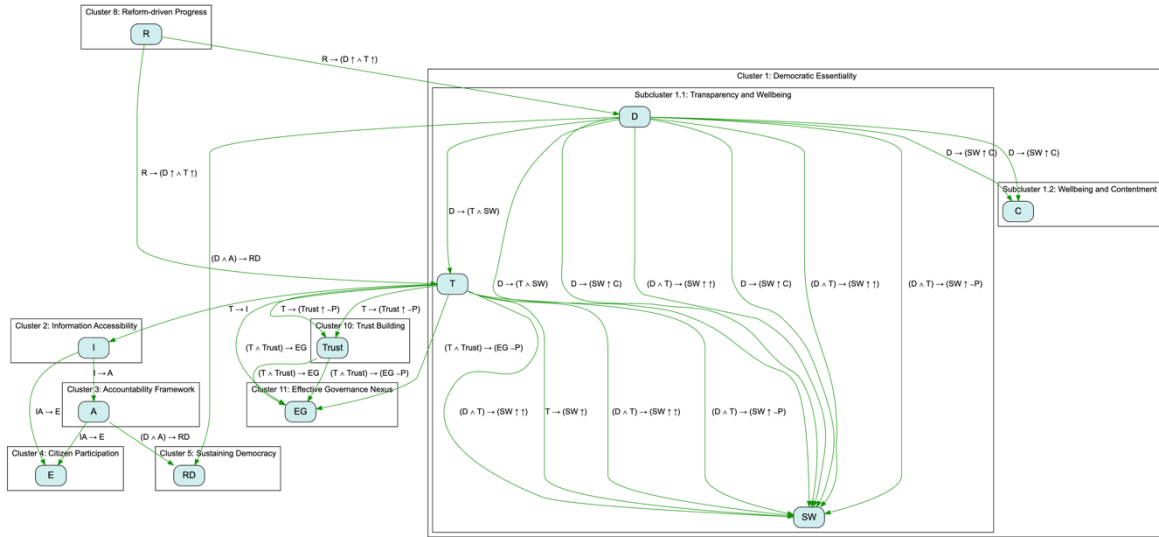 Cluster 8: Reform-driven Progress
R
R → (D ↑ ∧ T ↑)
Cluster 1: Democratic Essentiality
Subcluster 1.1: Transparency and Wellbeing
D
D → (SW ↑ C)
D → (SW ↑ C)
R → (D ↑ ∧ T ↑)
Subcluster 1.2: Wellbeing and Contentment
C
D → (T ∧ SW)
(D ∧ A) → RD
T
D → (T ∧ SW)
D → (SW ↑ C)
(D ∧ T) → (SW ↑ ↑)
D → (SW ↑ C)
(D ∧ T) → (SW ↑ ↑)
(D ∧ T) → (SW ↑ ¬P)
T → I
T → (Trust ↑ ¬P)
T → (Trust ↑ ¬P)
Cluster 2: Information Accessibility
Cluster 10: Trust Building
I
Trust
(T ∧ Trust) → EG
(T ∧ Trust) → (EG ¬P)
I → A
(T ∧ Trust) → EG
(T ∧ Trust) → (EG ¬P)
Cluster 3: Accountability Framework
Cluster 11: Effective Governance Nexus
IA → E
A
EG
(D ∧ T) → (SW ↑ ↑)
T → (SW ↑)
(D ∧ T) → (SW ↑ ↑)
(D ∧ T) → (SW ↑ ¬P)
IA → E
(D ∧ A) → RD
Cluster 4: Citizen Participation
Cluster 5: Sustaining Democracy
E
RD
SW